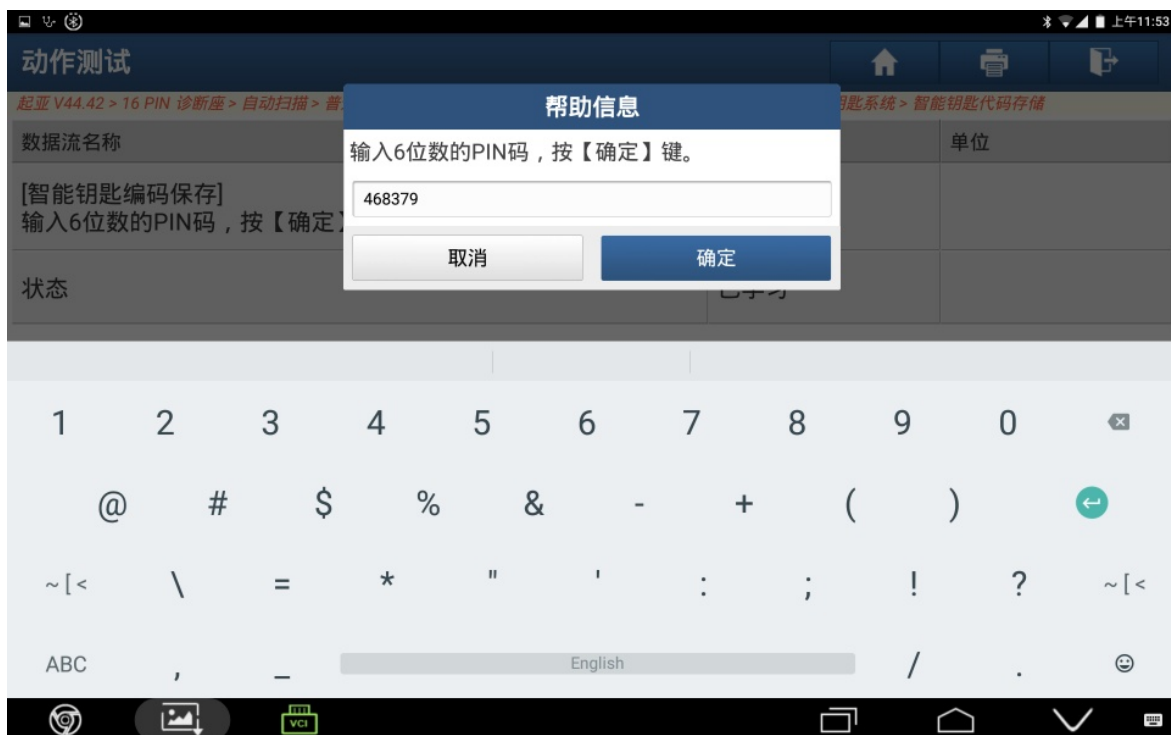 上午11:53
动作测试
起亚 V44.42 > 16 PIN 诊断座 > 自动扫描 > 普
钥匙系统 > 智能钥匙代码存储
帮助信息
数据流名称
单位
输入6位数的PIN码，按【确定】键。
[智能钥匙编码保存]
输入6位数的PIN码，按【确定】
468379
取消
确定
状态
已学习
1 2 3 4 5 6 7 8 9 0
@ # $ % & - + ( )
~ [ < \ = * " ' : ; ! ? ~ [ <
ABC , _ English / .
VCI